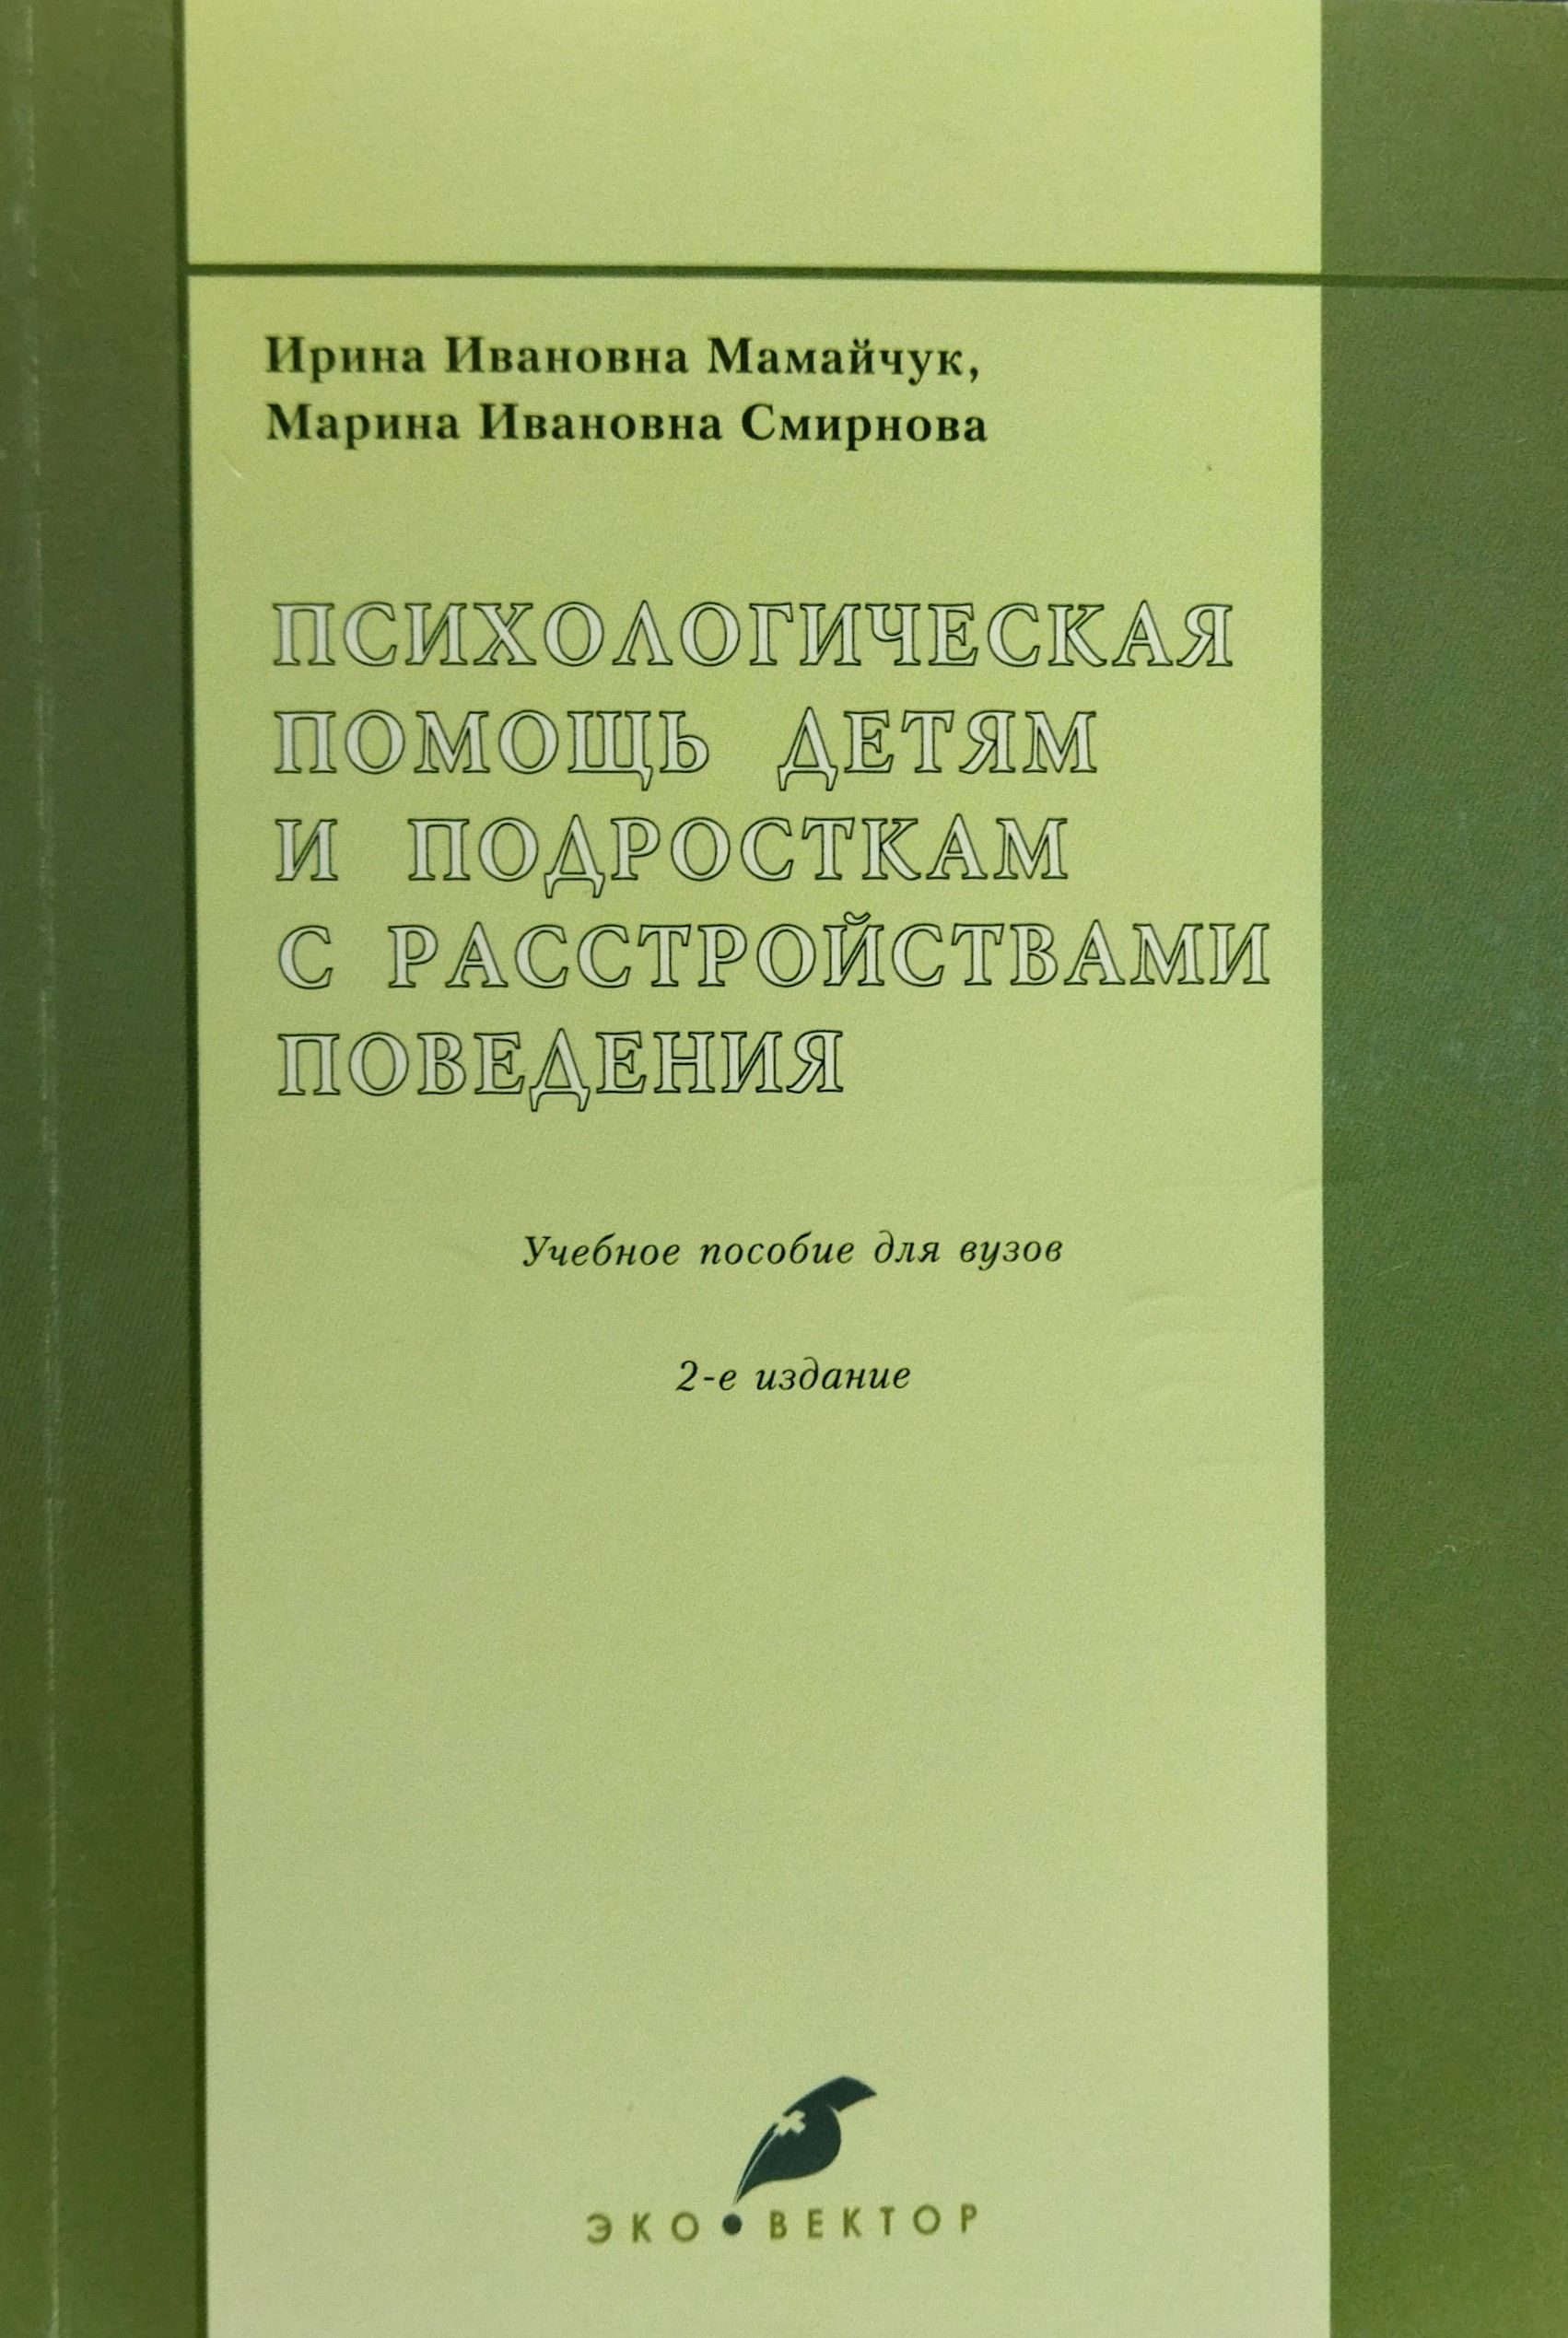 Ирина Ивановна Мамайчук,
Марина Ивановна Смирнова
ПСИХОЛОГИЧЕСКАЯ
ПОМОЩЬ ДЕТЯМ
И ПОДРОСТКАМ
С РАССТРОЙСТВАМИ
ПОВЕДЕНИЯ
Учебное пособие для вузов
2-е издание
ЭКО•ВЕКТОР